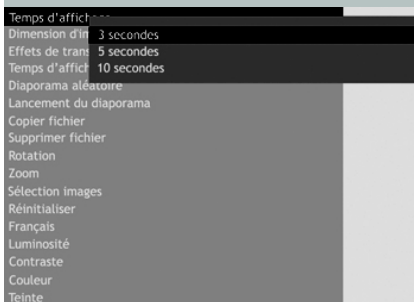 Temps d'affichage
Dimension d'im
3 secondes
Effets de trans
5 secondes
Temps d'affich
10 secondes
Diaporama aléatoire
Lancement du diaporama
Copier fichier
Supprimer fichier
Rotation
Zoom
Sélection images
Réinitialiser
Français
Luminosité
Contraste
Couleur
Teinte